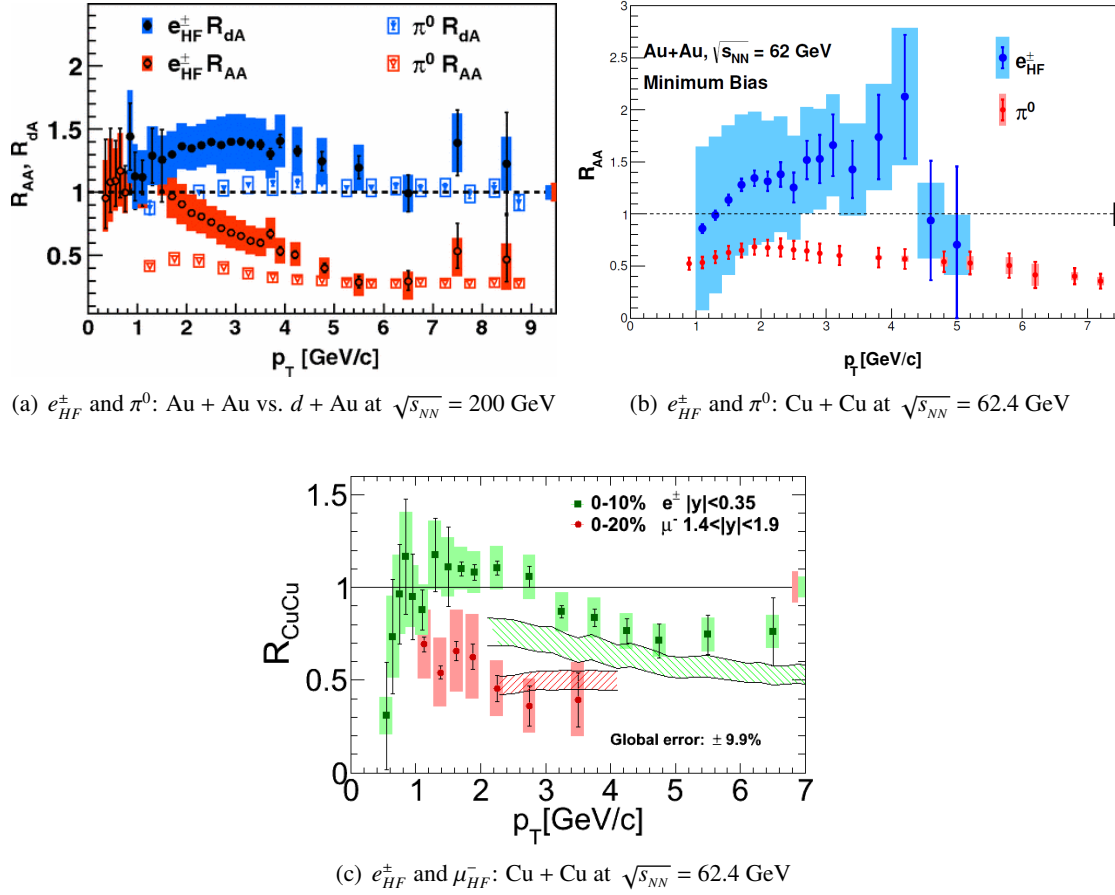 e±HF RdA
π0 RdA
e±HF RAA
π0 RAA
2
1.5
1
0.5
RAA, RdA
0 1 2 3 4 5 6 7 8 9
pT [GeV/c]
(a) e±HF and π0: Au + Au vs. d + Au at √sNN = 200 GeV
3
2.5
2
1.5
1
0.5
0
RAA
Au+Au, √sNN = 62 GeV
Minimum Bias
e±HF
π0
0 1 2 3 4 5 6 7
pT [GeV/c]
(b) e±HF and π0: Cu + Cu at √sNN = 62.4 GeV
1.5
1
0.5
0
RCuCu
0-10% e± |y|<0.35
0-20% μ- 1.4<|y|<1.9
Global error: ± 9.9%
0 1 2 3 4 5 6 7
pT[GeV/c]
(c) e±HF and μ−HF: Cu + Cu at √sNN = 62.4 GeV